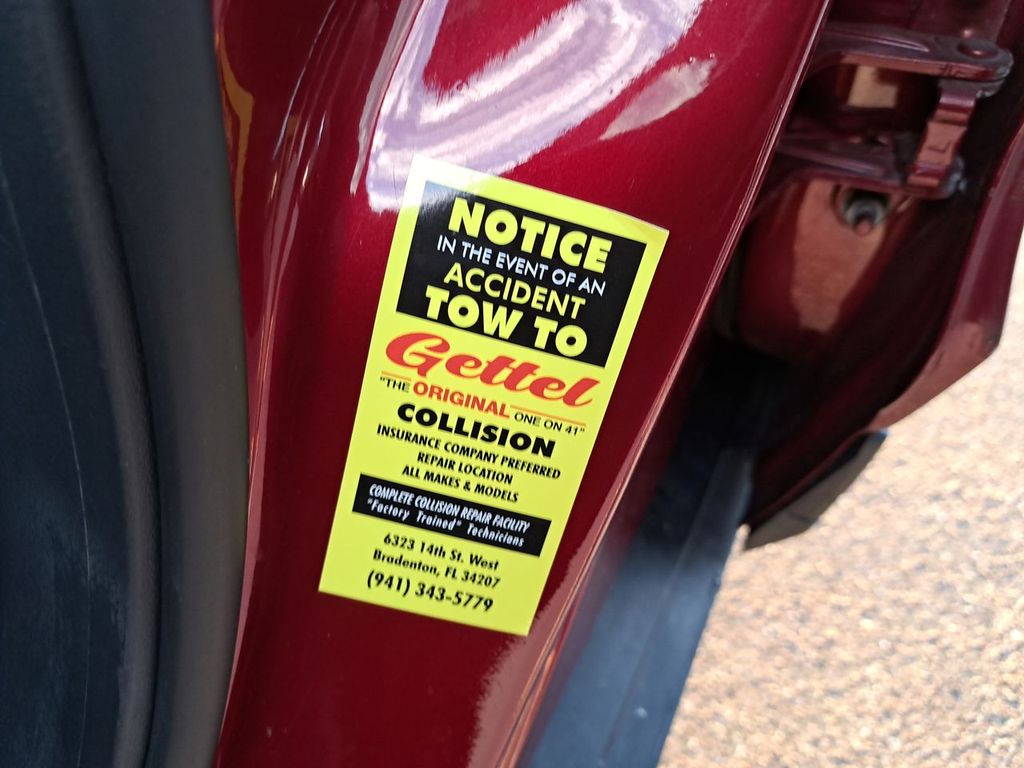 NOTICE
IN THE EVENT OF AN
ACCIDENT
TOW TO
Gettel
"THE ORIGINAL ONE ON 41"
COLLISION
INSURANCE COMPANY PREFERRED
REPAIR LOCATION
ALL MAKES & MODELS
COMPLETE COLLISION REPAIR FACILITY
"Factory Trained" Technicians
6323 14th St. West
Bradenton, FL 34207
(941) 343-5779